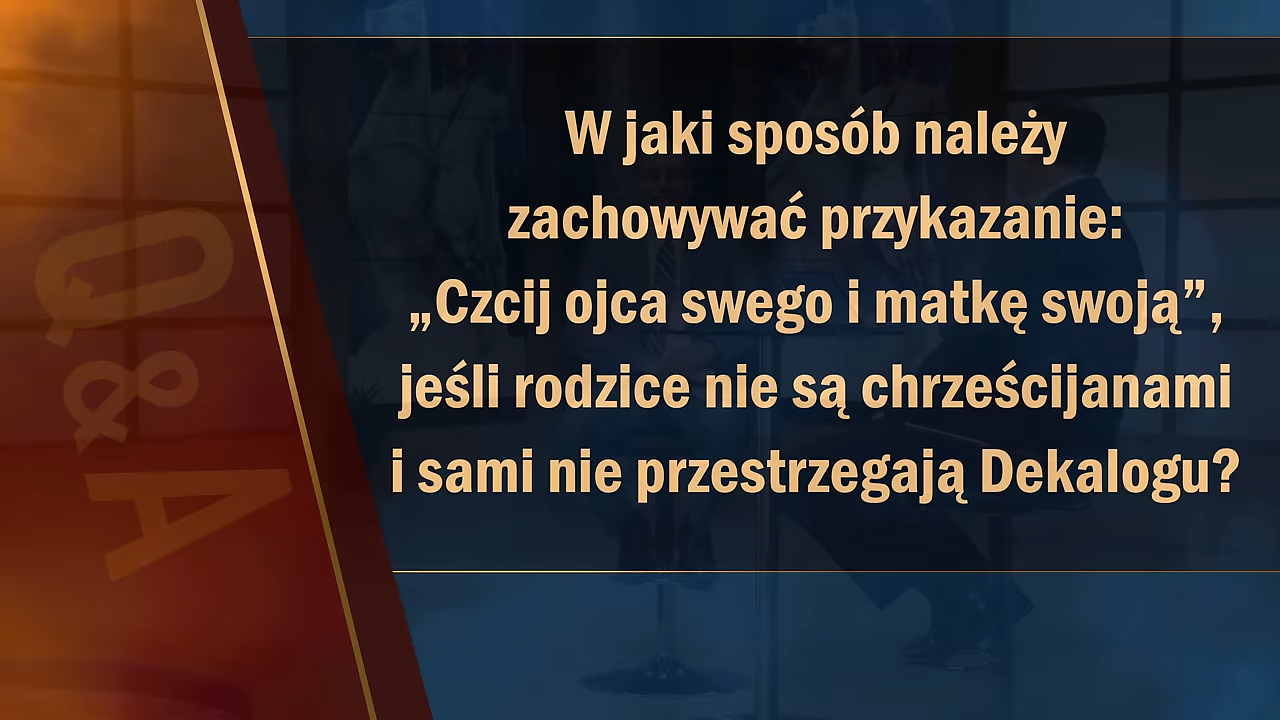 Q&A
W jaki sposób należy
zachowywać przykazanie:
„Czcij ojca swego i matkę swoją”,
jeśli rodzice nie są chrześcijanami
i sami nie przestrzegają Dekalogu?